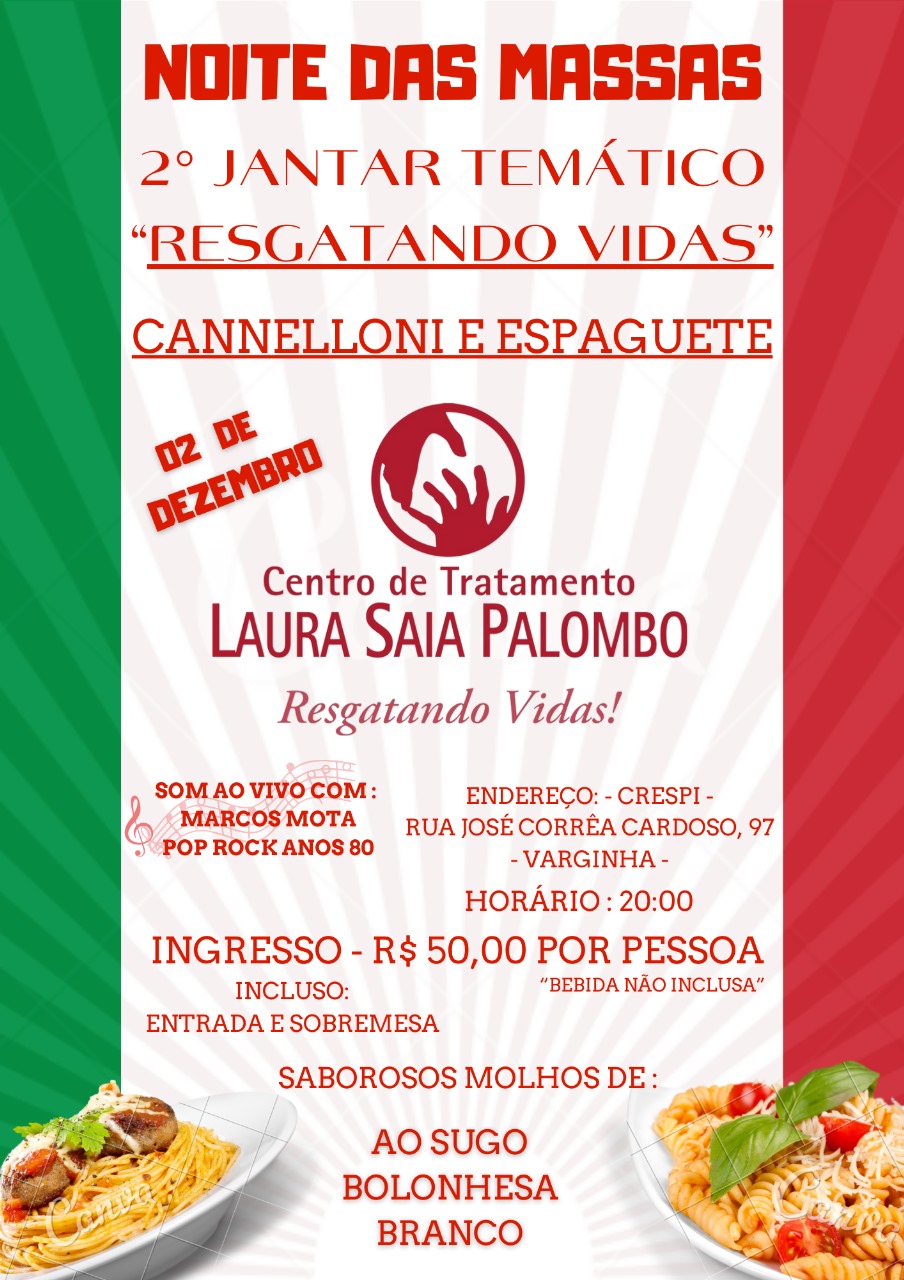 NOITE DAS MASSAS
2° JANTAR TEMÁTICO
“RESGATANDO VIDAS”
CANNELLONI E ESPAGUETE
02 DE
DEZEMBRO
Centro de Tratamento
LAURA SAIA PALOMBO
Resgatando Vidas!
SOM AO VIVO COM :
MARCOS MOTA
POP ROCK ANOS 80
ENDEREÇO: - CRESPI -
RUA JOSÉ CORRÊA CARDOSO, 97
- VARGINHA -
HORÁRIO : 20:00
INGRESSO - R$ 50,00 POR PESSOA
“BEBIDA NÃO INCLUSA”
INCLUSO:
ENTRADA E SOBREMESA
SABOROSOS MOLHOS DE :
AO SUGO
BOLONHESA
BRANCO
Canva
Canva